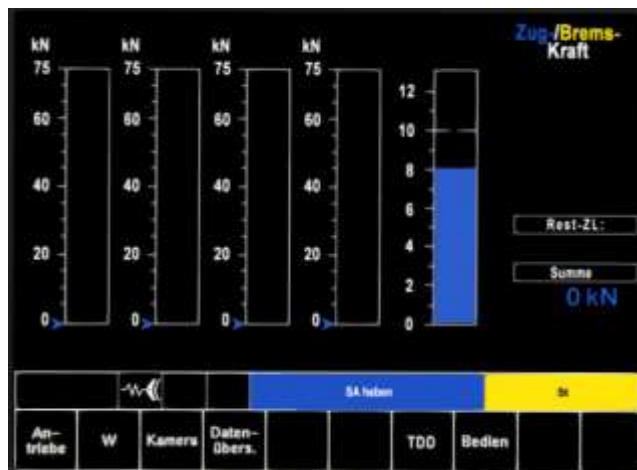 Zug-/Brems-
Kraft
kN kN kN kN
75 75 75 75
12
60 60 60 60
10
8
40 40 40 40
6
20 20 20 20
4
2
0 0 0 0 0
Rest-ZL:
Summe
0 kN
SA heben
St
An-
triebe
W
Kamera
Daten-
übers.
TDD
Bedien